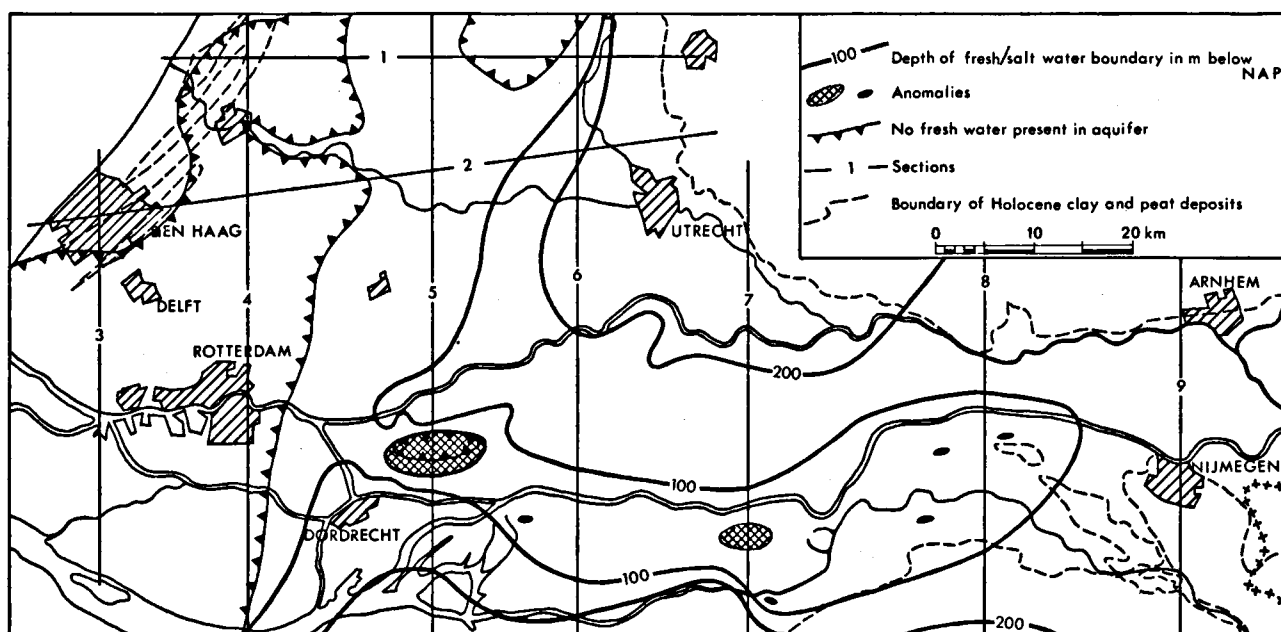 100 Depth of fresh/salt water boundary in m below
NAP
Anomalies
No fresh water present in aquifer
1 Sections
Boundary of Holocene clay and peat deposits
0 10 20 km
1
2
DEN HAAG
UTRECHT
DELFT
3
4
5
6
7
8
ARNHEM
ROTTERDAM
200
9
NIJMEGEN
100
DORDRECHT
100
200